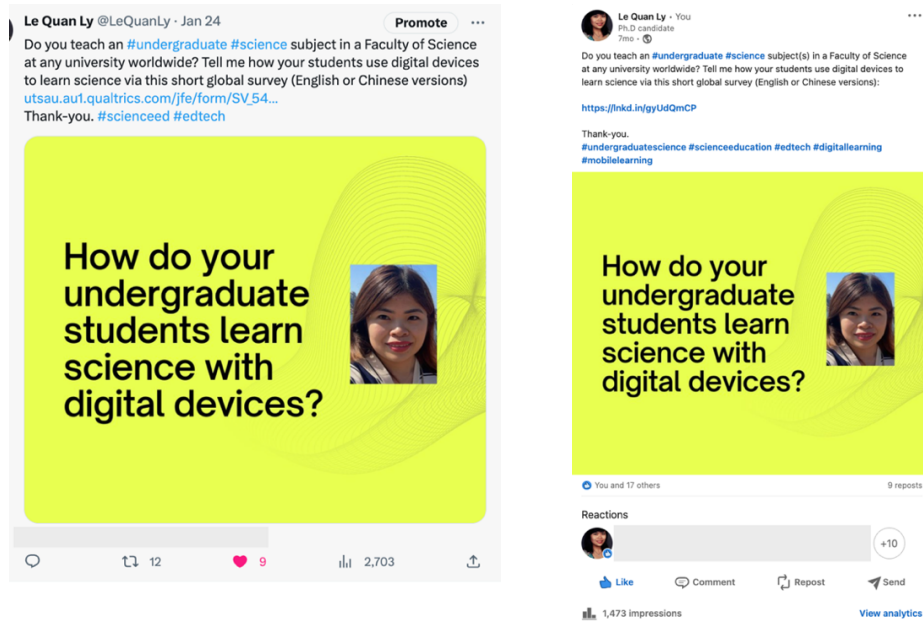 Le Quan Ly @LeQuanLy · Jan 24
Promote
Do you teach an #undergraduate #science subject in a Faculty of Science
at any university worldwide? Tell me how your students use digital devices
to learn science via this short global survey (English or Chinese versions)
utsau.au1.qualtrics.com/jfe/form/SV_54...
Thank-you. #scienceed #edtech
How do your
undergraduate
students learn
science with
digital devices?
12
9
2,703
Le Quan Ly · You
Ph.D candidate
7mo ·
Do you teach an #undergraduate #science subject(s) in a Faculty of Science
at any university worldwide? Tell me how your students use digital devices to
learn science via this short global survey (English or Chinese versions):
https://lnkd.in/gyUdQmCP
Thank-you.
#undergraduatescience #scienceeducation #edtech #digitallearning
#mobilelearning
How do your
undergraduate
students learn
science with
digital devices?
You and 17 others
9 reposts
Reactions
+10
Like
Comment
Repost
Send
1,473 impressions
View analytics